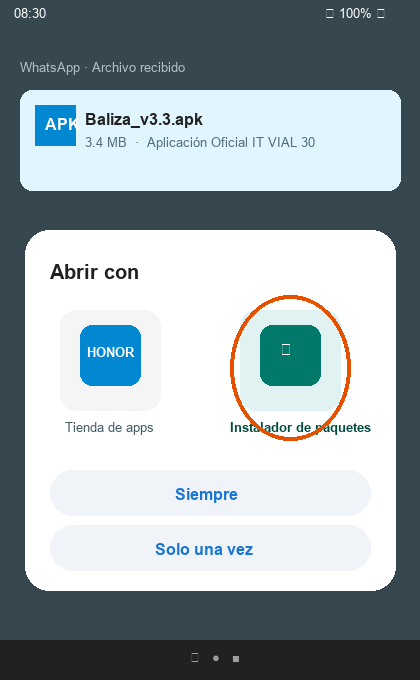 08:30
100%
WhatsApp · Archivo recibido
APK
Baliza_v3.3.apk
3.4 MB · Aplicación Oficial IT VIAL 30
Abrir con
HONOR
Tienda de apps
Instalador de paquetes
Siempre
Solo una vez